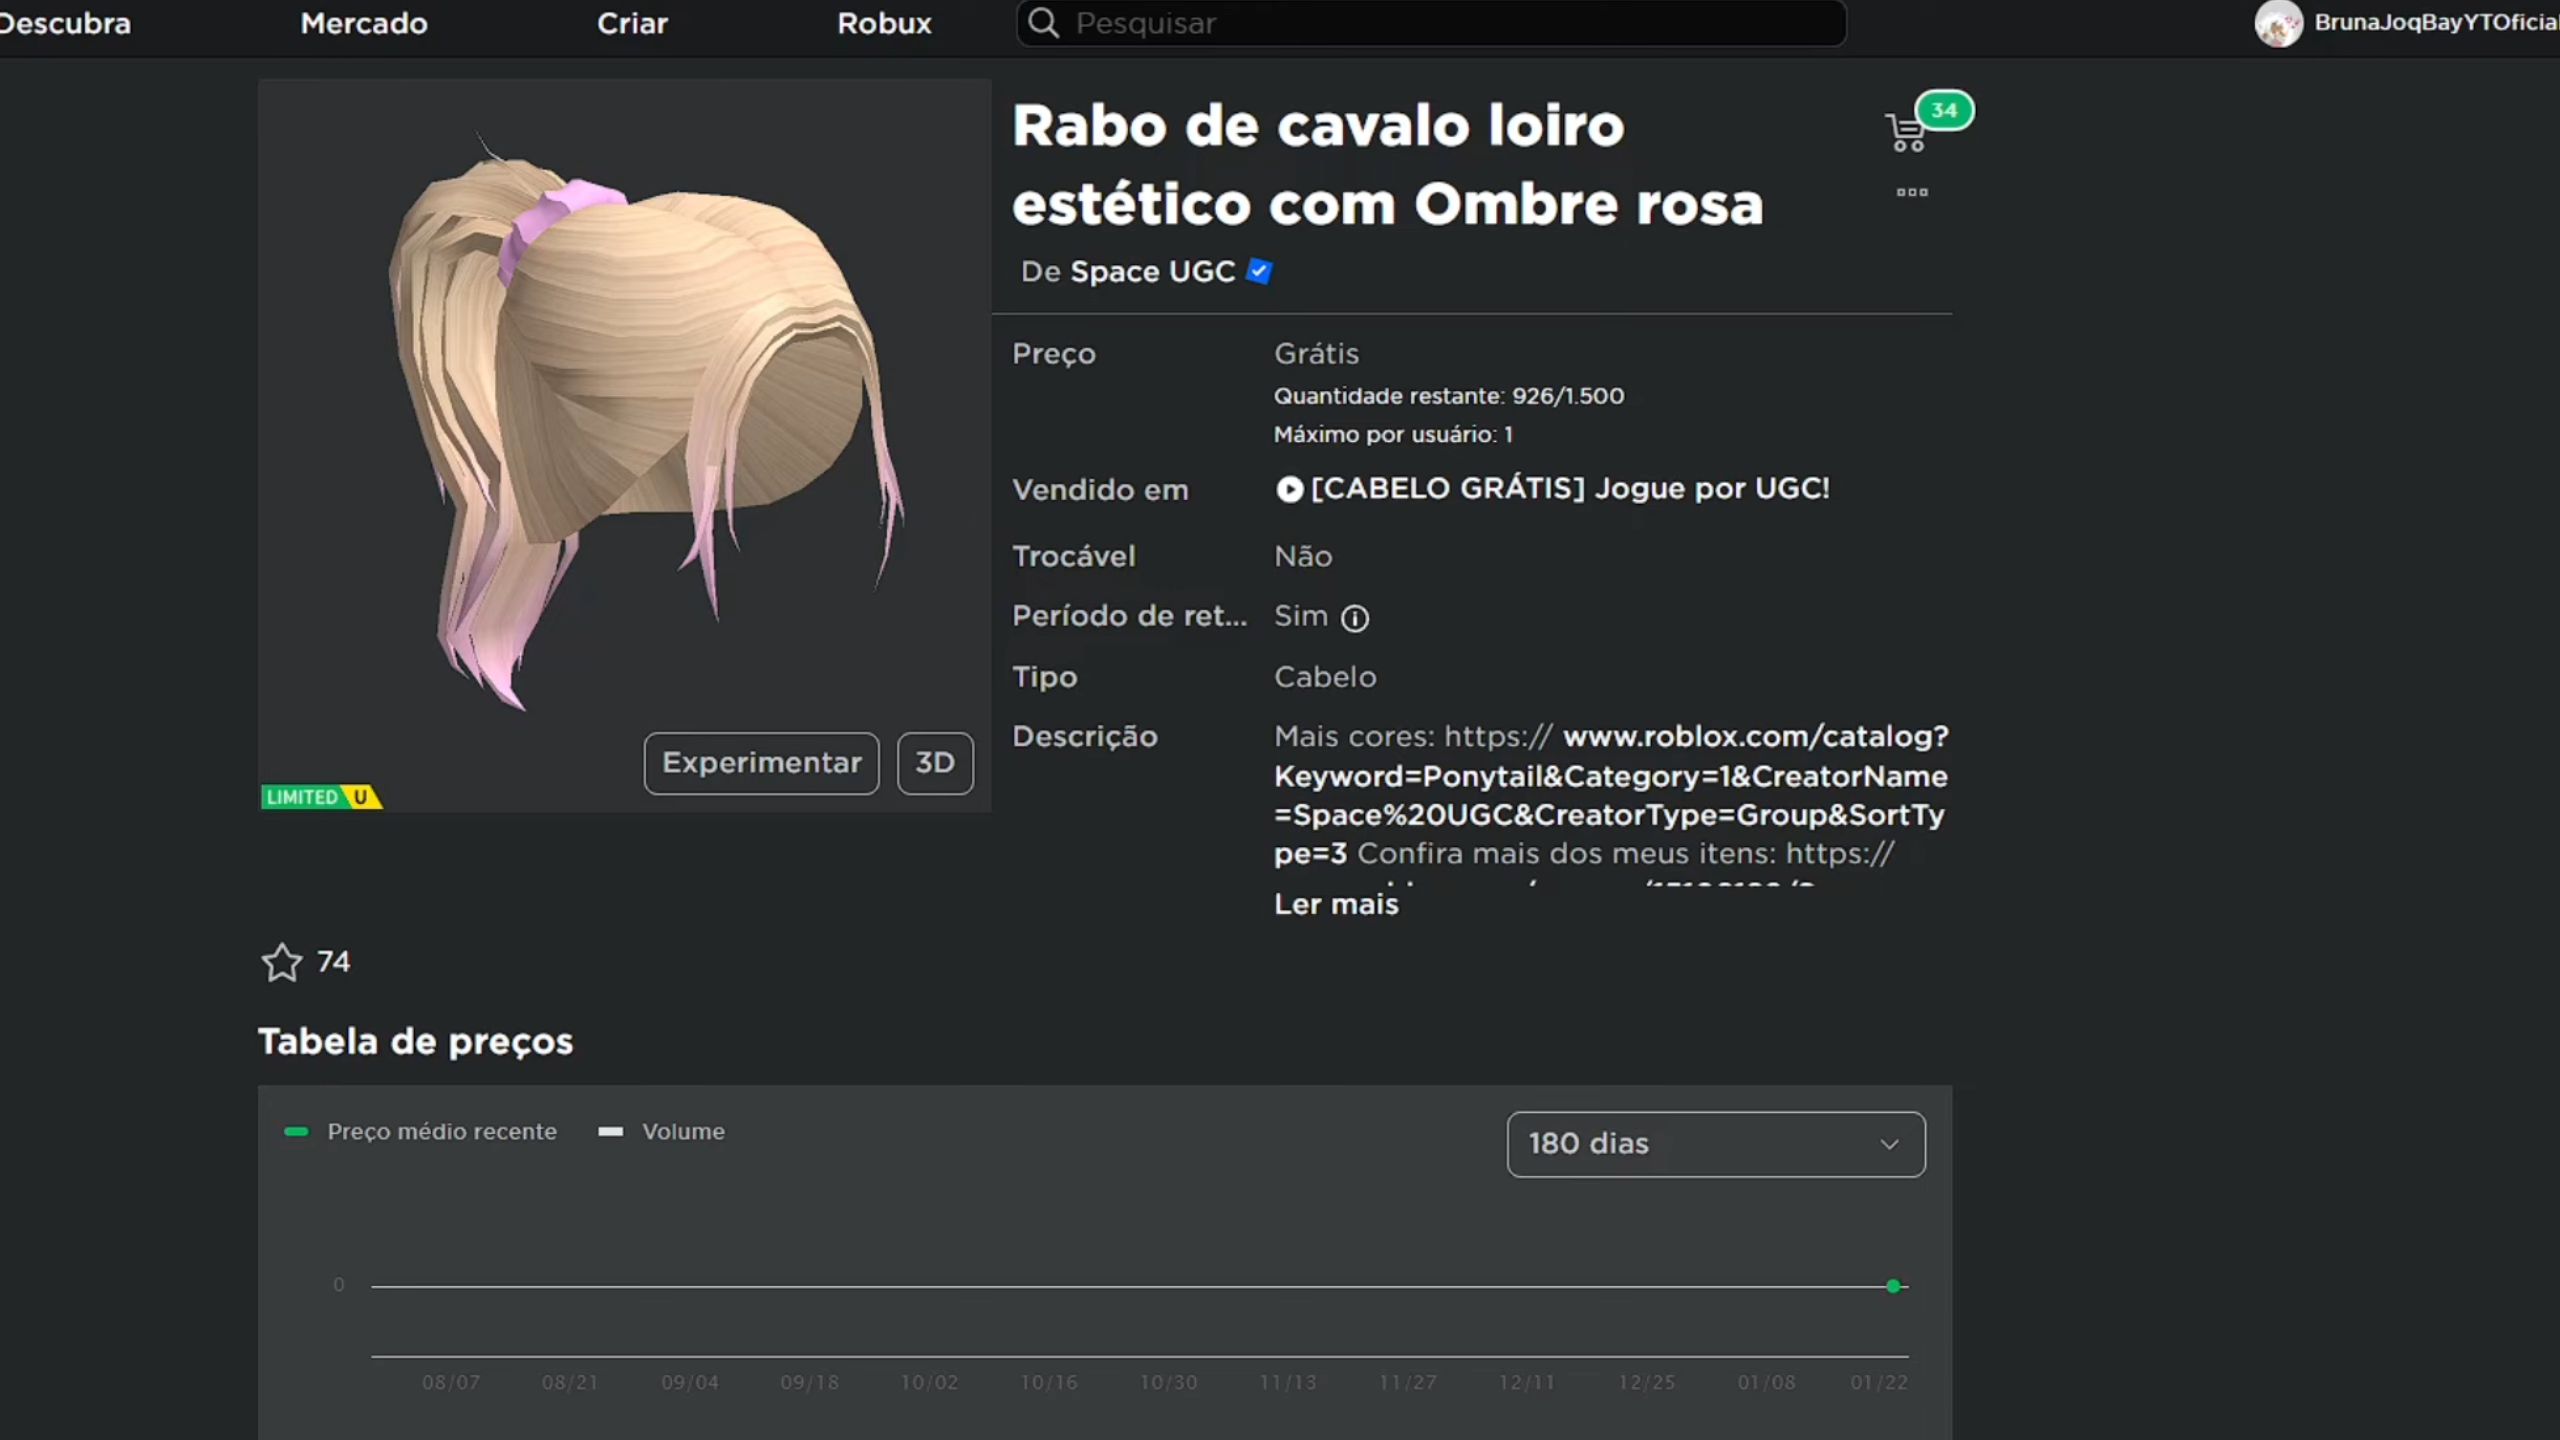 Descubra
Mercado
Criar
Robux
Pesquisar
BrunaJoqBayYTOficial
Rabo de cavalo loiro
estético com Ombre rosa
34
De Space UGC
Preço
Grátis
Quantidade restante: 926/1.500
Máximo por usuário: 1
Vendido em
[CABELO GRÁTIS] Jogue por UGC!
Trocável
Não
Período de ret...
Sim
Tipo
Cabelo
Descrição
Mais cores: https:// www.roblox.com/catalog?
Keyword=Ponytail&Category=1&CreatorName
=Space%20UGC&CreatorType=Group&SortTy
pe=3 Confira mais dos meus itens: https://
Ler mais
Experimentar
3D
LIMITED U
74
Tabela de preços
Preço médio recente
Volume
180 dias
0
08/07 08/21 09/04 09/18 10/02 10/16 10/30 11/13 11/27 12/11 12/25 01/08 01/22